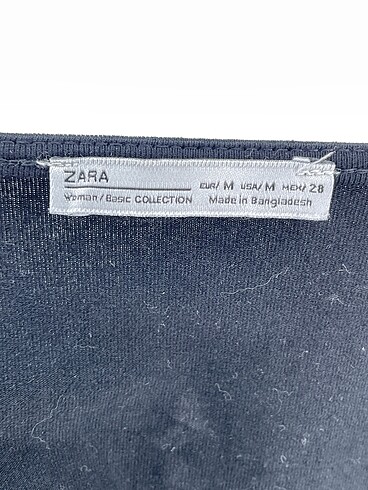 ZARA
EUR/ M USA/ M MEX/ 28
Woman / Basic COLLECTION Made in Bangladesh